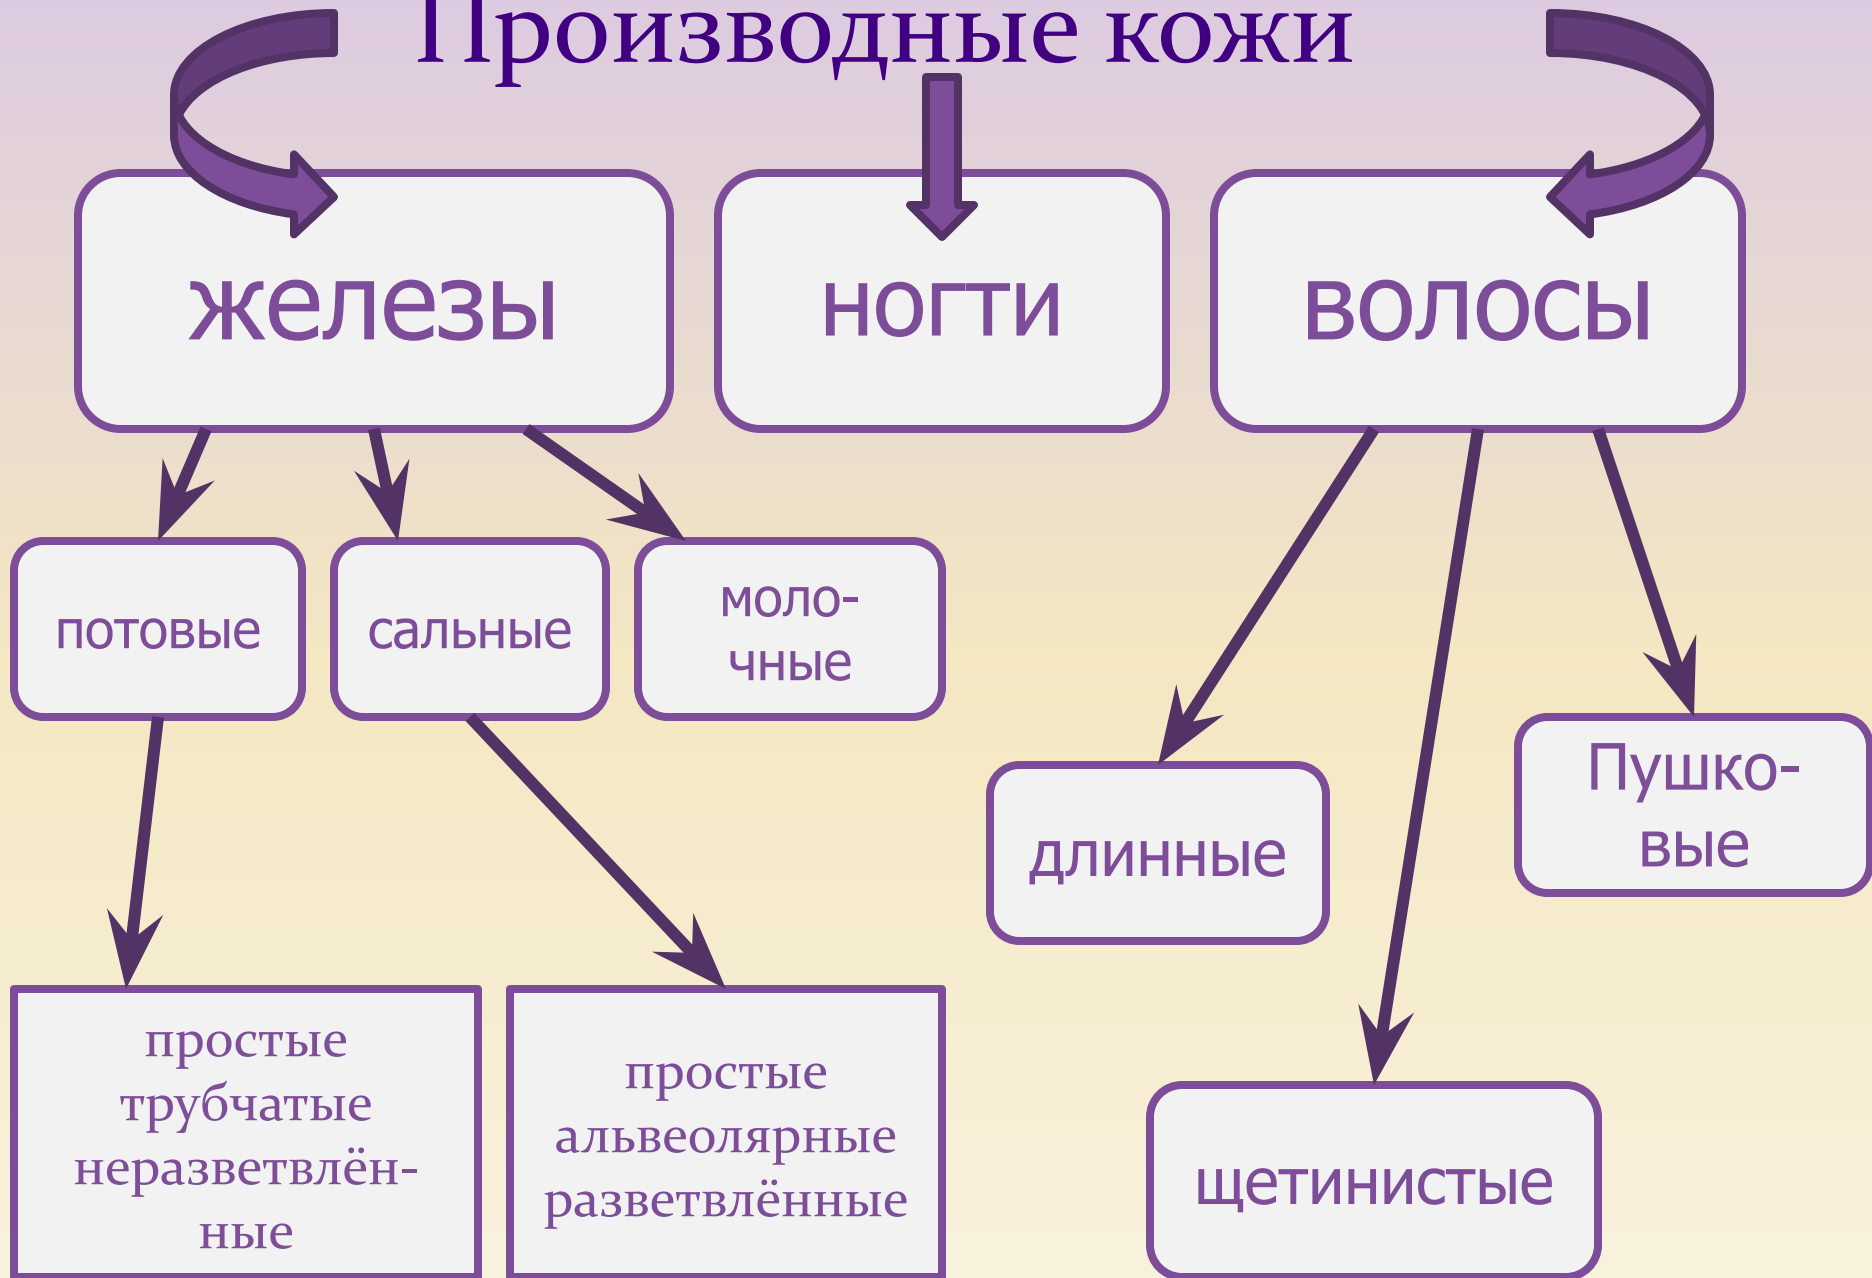 Производные кожи
железы
ногти
волосы
потовые
сальные
моло-
чные
Пушко-
вые
длинные
простые
трубчатые
неразветвлён-
ные
простые
альвеолярные
разветвлённые
щетинистые